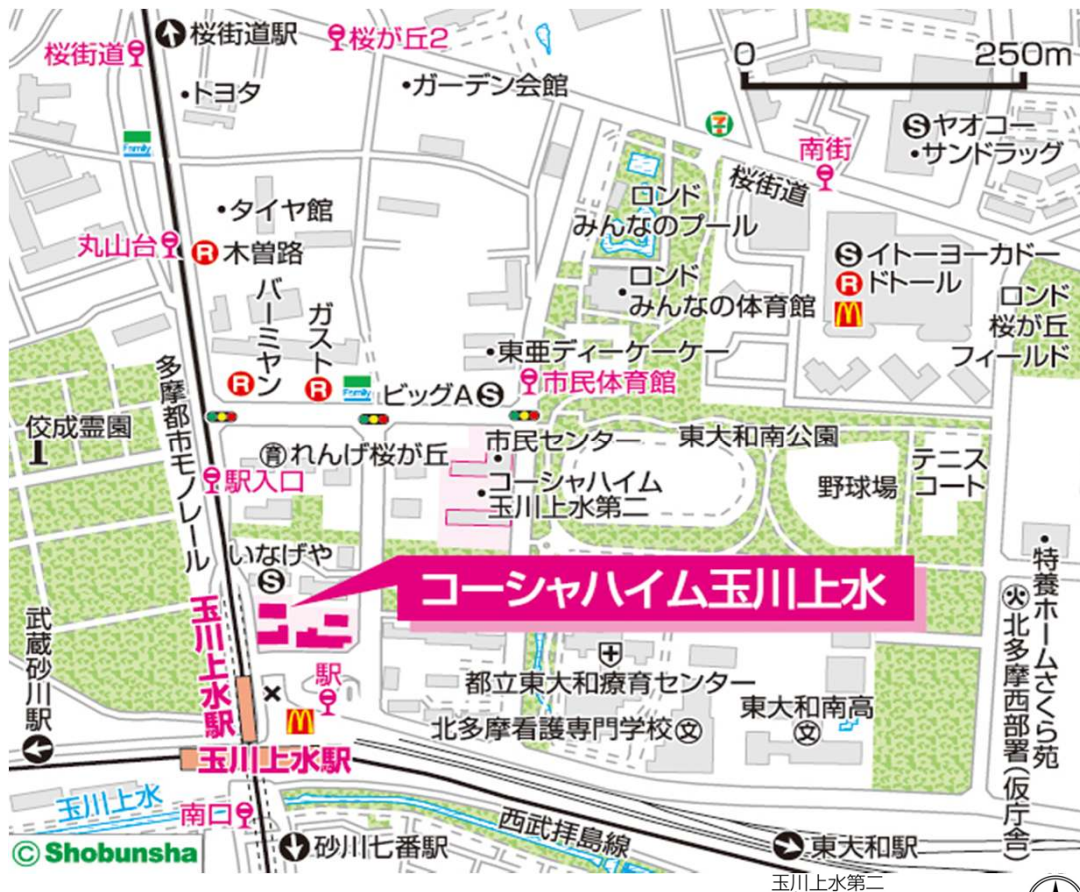 桜街道駅
桜が丘2
桜街道
0
250m
トヨタ
ガーデン会館
Family
ヤオコー
サンドラッグ
南街
桜街道
ロンド
みんなのプール
タイヤ館
丸山台
R 木曽路
S イトーヨーカドー
R ドトール
ロンド
みんなの体育館
ロンド
桜が丘
フィールド
バーミヤン
ガスト
東亜ディーケーケー
市民体育館
R
R
Family
ビッグA S
多摩都市モノレール
佼成霊園
育 れんげ桜が丘
市民センター
東大和南公園
テニス
コート
野球場
駅入口
コーシャハイム
玉川上水第二
いなげや
S
コーシャハイム玉川上水
特養ホームさくら苑
火 北多摩西部署(仮庁舎)
武蔵砂川駅
玉川上水駅
駅
都立東大和療育センター
東大和南高
文
北多摩看護専門学校 文
玉川上水駅
玉川上水
南口
西武拝島線
© Shobunsha
砂川七番駅
東大和駅
玉川上水第二